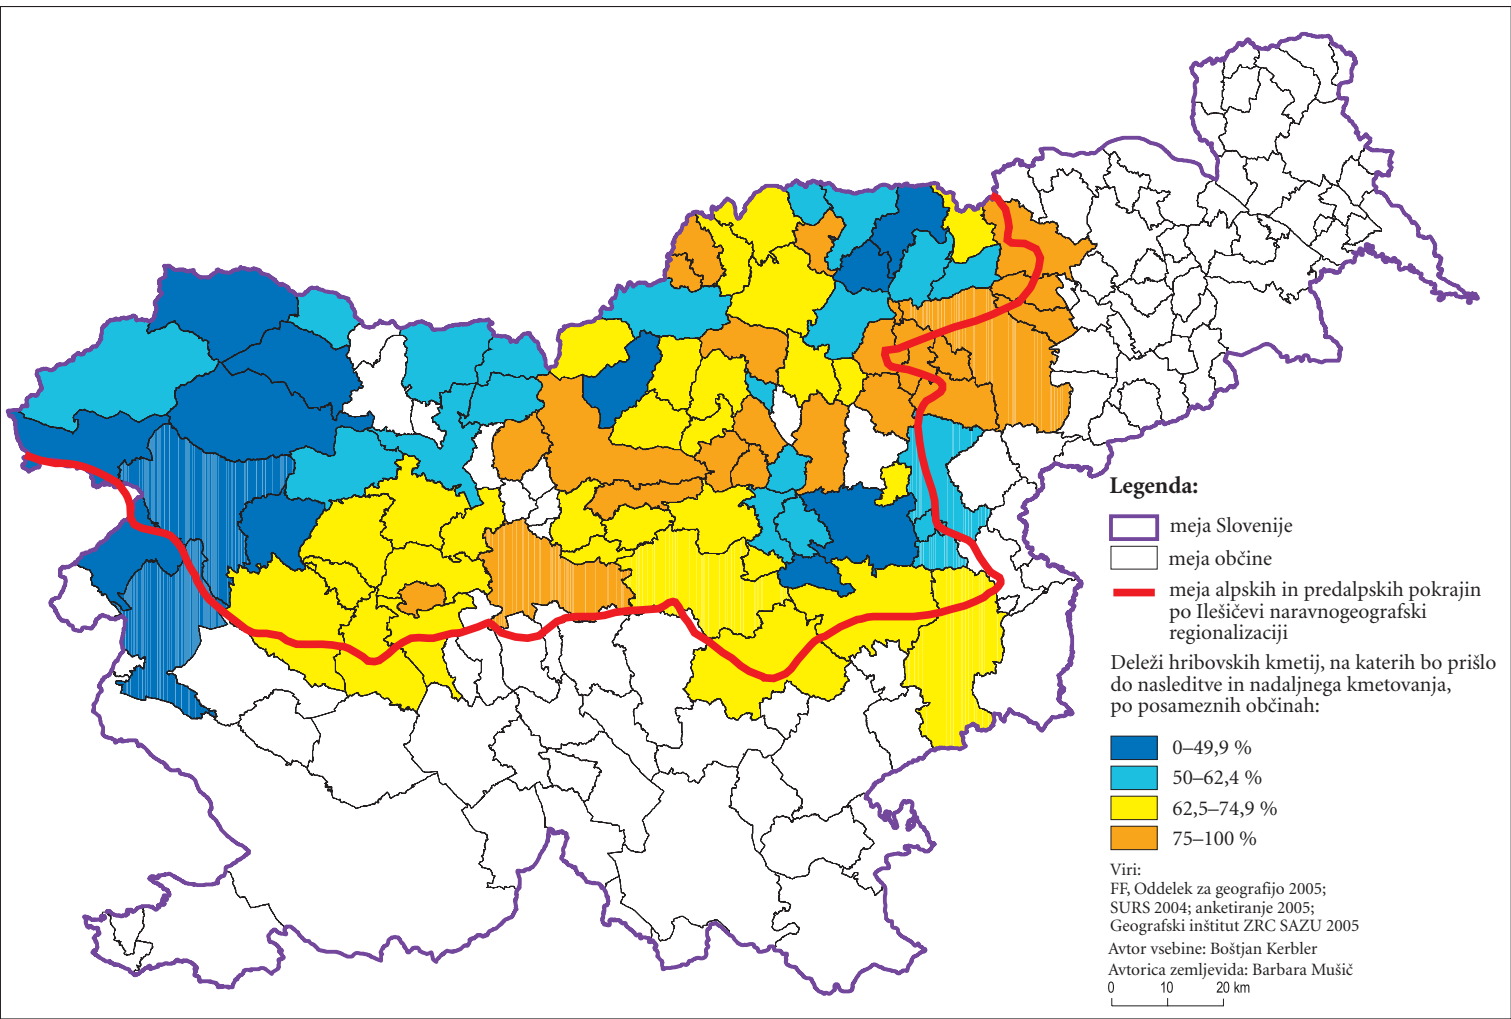 Legenda:
meja Slovenije
meja občine
meja alpskih in predalpskih pokrajin
po Ilešičevi naravnogeografski
regionalizaciji
Deleži hribovskih kmetij, na katerih bo prišlo
do nasleditve in nadaljnega kmetovanja,
po posameznih občinah:
0–49,9 %
50–62,4 %
62,5–74,9 %
75–100 %
Viri:
FF, Oddelek za geografijo 2005;
SURS 2004; anketiranje 2005;
Geografski inštitut ZRC SAZU 2005
Avtor vsebine: Boštjan Kerbler
Avtorica zemljevida: Barbara Mušič
0 10 20 km